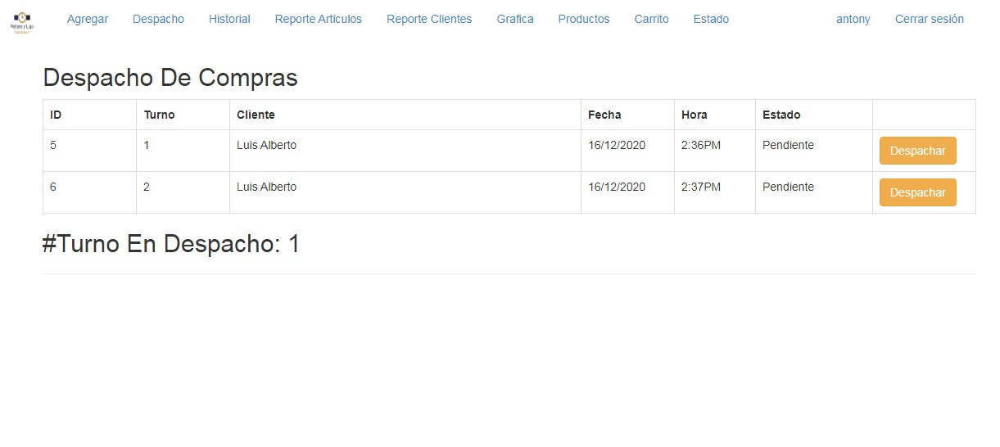 Relojes y Lujo
Agregar Despacho Historial Reporte Articulos Reporte Clientes Grafica Productos Carrito Estado antony Cerrar sesión
Despacho De Compras
ID Turno Cliente Fecha Hora Estado
5 1 Luis Alberto 16/12/2020 2:36PM Pendiente Despachar
6 2 Luis Alberto 16/12/2020 2:37PM Pendiente Despachar
#Turno En Despacho: 1